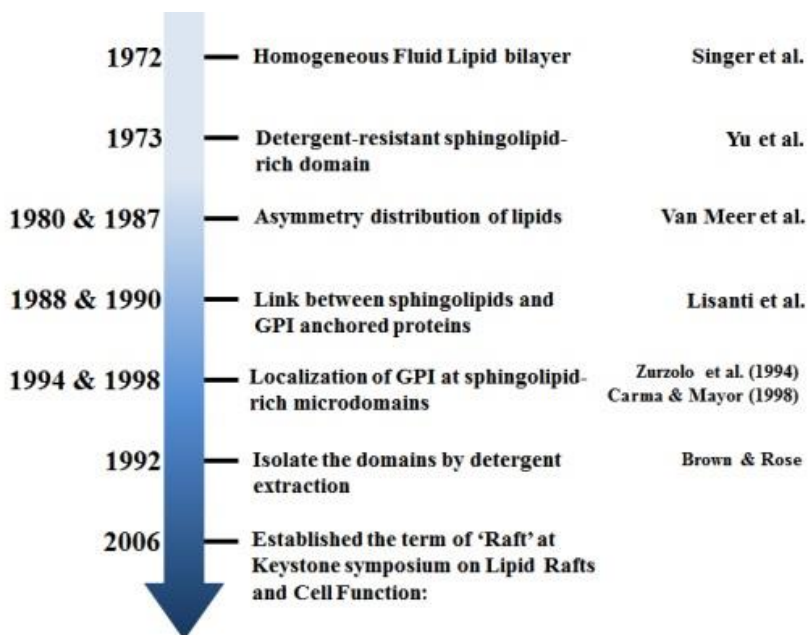 1972 Homogeneous Fluid Lipid bilayer Singer et al.
1973 Detergent-resistant sphingolipid- Yu et al.
rich domain
1980 & 1987 Asymmetry distribution of lipids Van Meer et al.
1988 & 1990 Link between sphingolipids and Lisanti et al.
GPI anchored proteins
1994 & 1998 Localization of GPI at sphingolipid- Zurzolo et al. (1994)
rich microdomains Carma & Mayor (1998)
1992 Isolate the domains by detergent Brown & Rose
extraction
2006 Established the term of ‘Raft’ at
Keystone symposium on Lipid Rafts
and Cell Function: